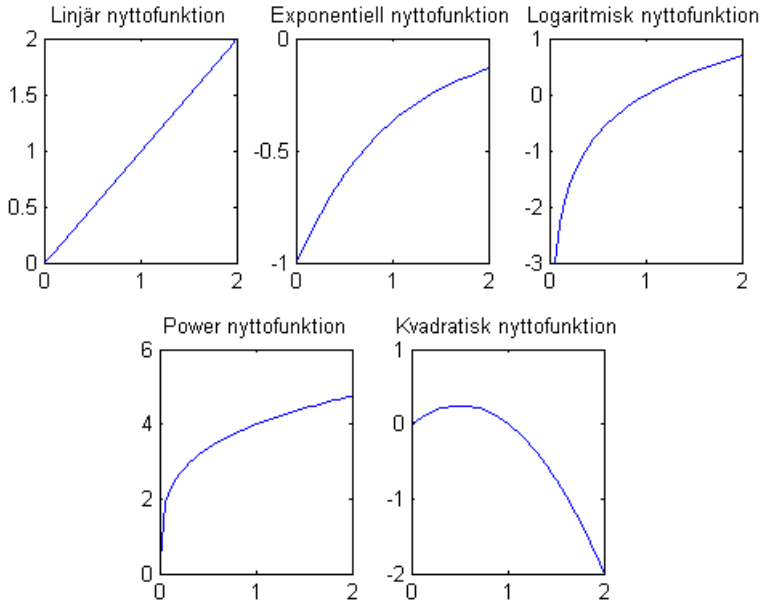 Linjär nyttofunktion
2
1.5
1
0.5
0
0 1 2
Exponentiell nyttofunktion
0
-0.5
-1
0 1 2
Logaritmisk nyttofunktion
1
0
-1
-2
-3
0 1 2
Power nyttofunktion
6
4
2
0
0 1 2
Kvadratisk nyttofunktion
1
0
-1
-2
0 1 2